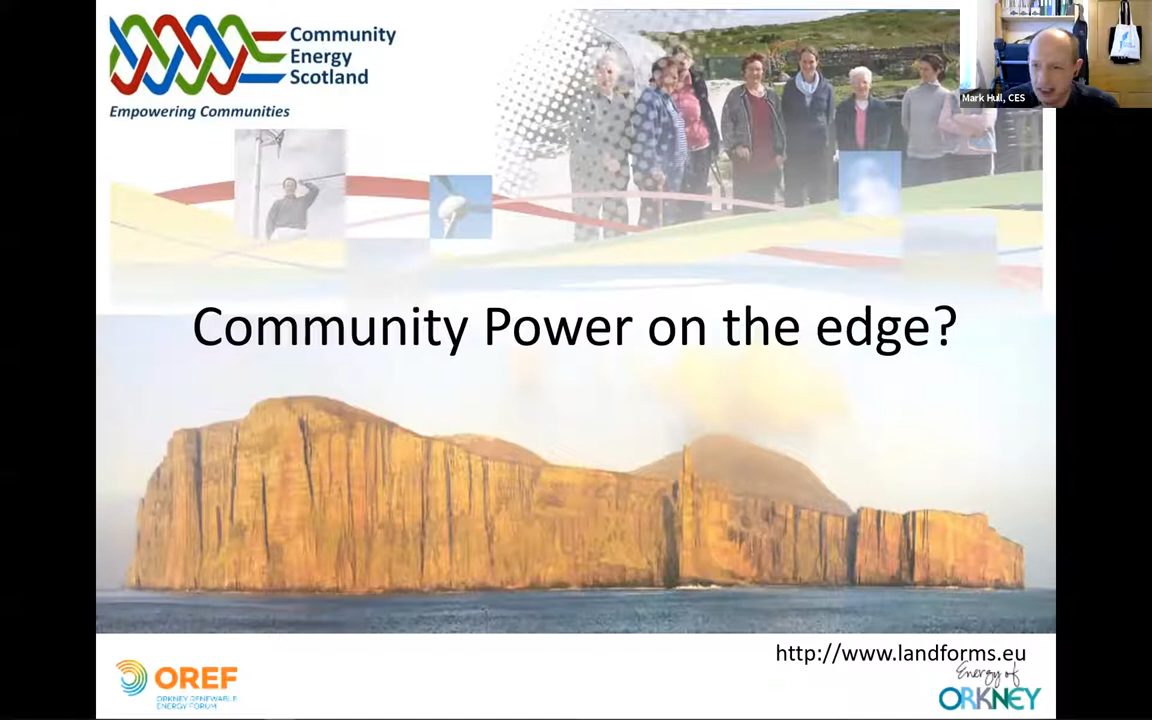 Community
Energy
Scotland
Empowering Communities
Mark Hull, CES
Community Power on the edge?
http://www.landforms.eu
OREF
ORKNEY RENEWABLE
ENERGY FORUM
Energy of
ORKNEY